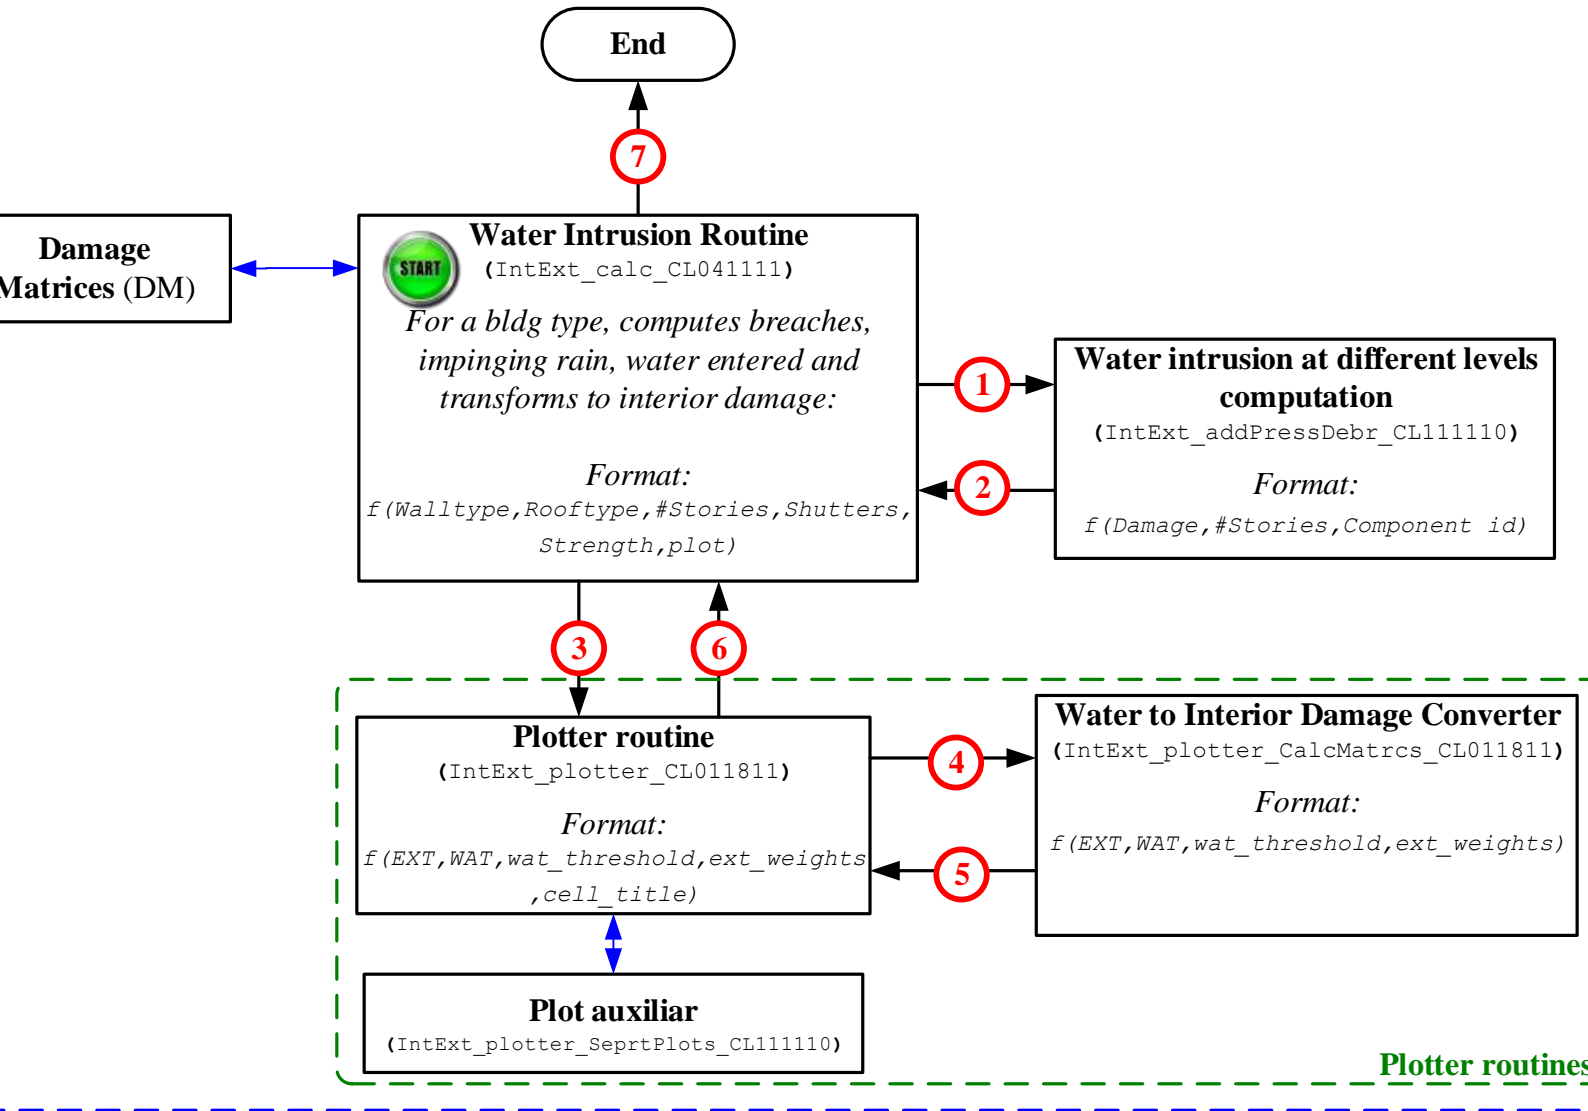 End
7
Water Intrusion Routine
START
(IntExt_calc_CL041111)
For a bldg type, computes breaches,
impinging rain, water entered and
transforms to interior damage:
Format:
f(Walltype,Rooftype,#Stories,Shutters,
Strength,plot)
Damage
Matrices (DM)
1
Water intrusion at different levels
computation
(IntExt_addPressDebr_CL111110)
Format:
f(Damage,#Stories,Component id)
2
3
6
Plotter routine
(IntExt_plotter_CL011811)
Format:
f(EXT,WAT,wat_threshold,ext_weights
,cell_title)
4
Water to Interior Damage Converter
(IntExt_plotter_CalcMatrcs_CL011811)
Format:
f(EXT,WAT,wat_threshold,ext_weights)
5
Plot auxiliar
(IntExt_plotter_SeprtPlots_CL111110)
Plotter routines